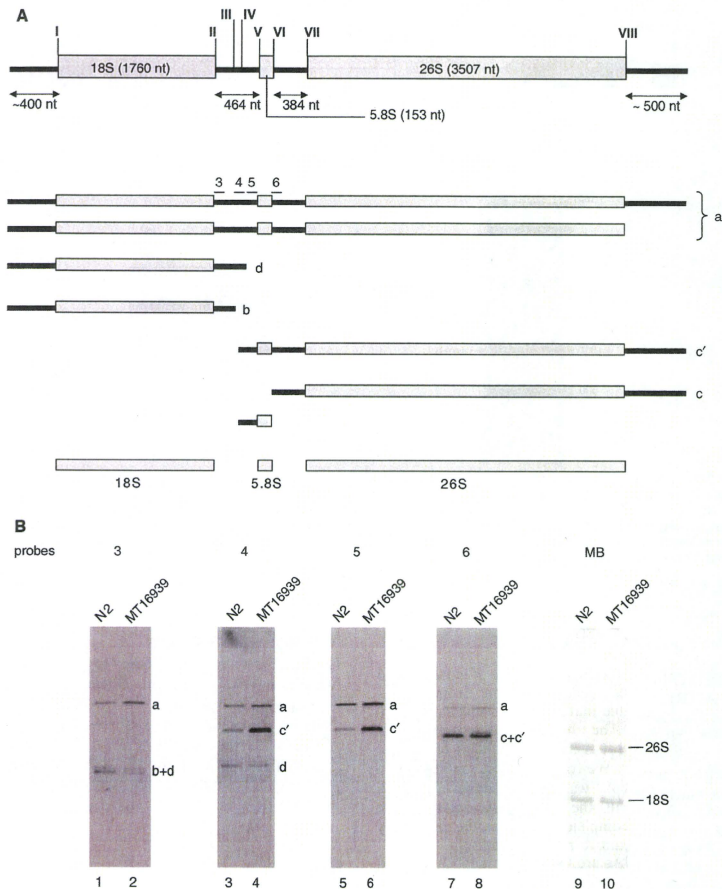 A
I II III IV V VI VII VIII
18S (1760 nt) 26S (3507 nt)
~400 nt 464 nt 384 nt ~ 500 nt
5.8S (153 nt)
3 4 5 6
a
d
b
c′
c
18S 5.8S 26S
B
probes 3 4 5 6 MB
N2 MT16939 N2 MT16939 N2 MT16939 N2 MT16939 N2 MT16939
a a a a
c′ c′ c+c′
b+d d
26S
18S
1 2 3 4 5 6 7 8 9 10